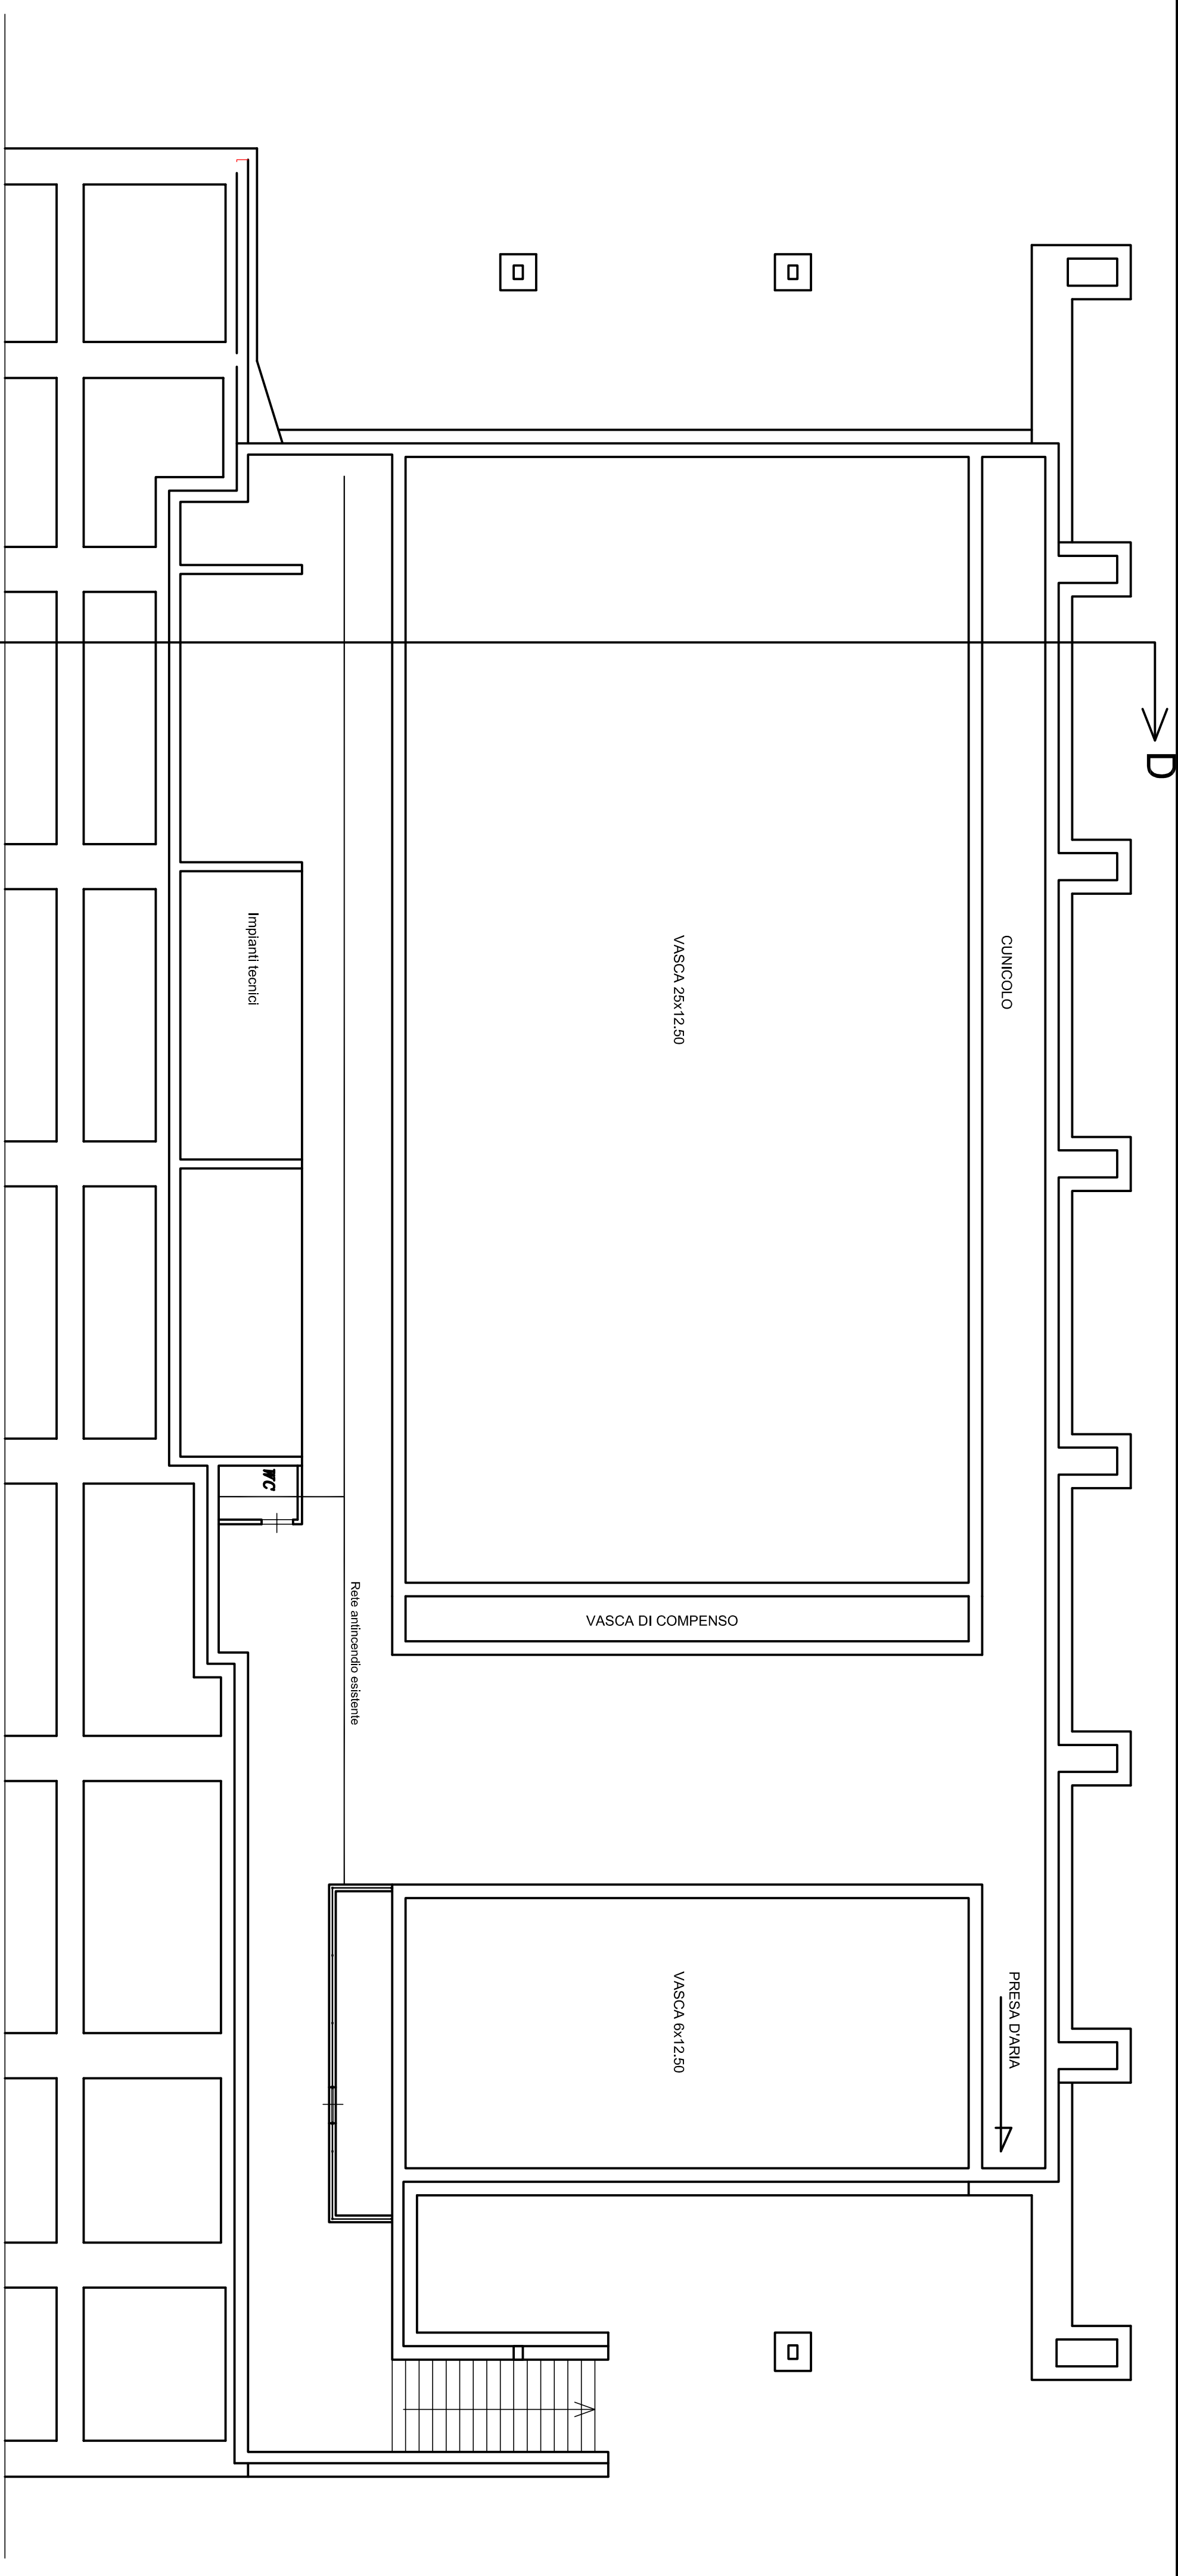 D
CUNICOLO
VASCA 25x12.50
Impianti tecnici
WC
VASCA DI COMPENSO
Rete antincendio esistente
PRESA D'ARIA
VASCA 6x12.50